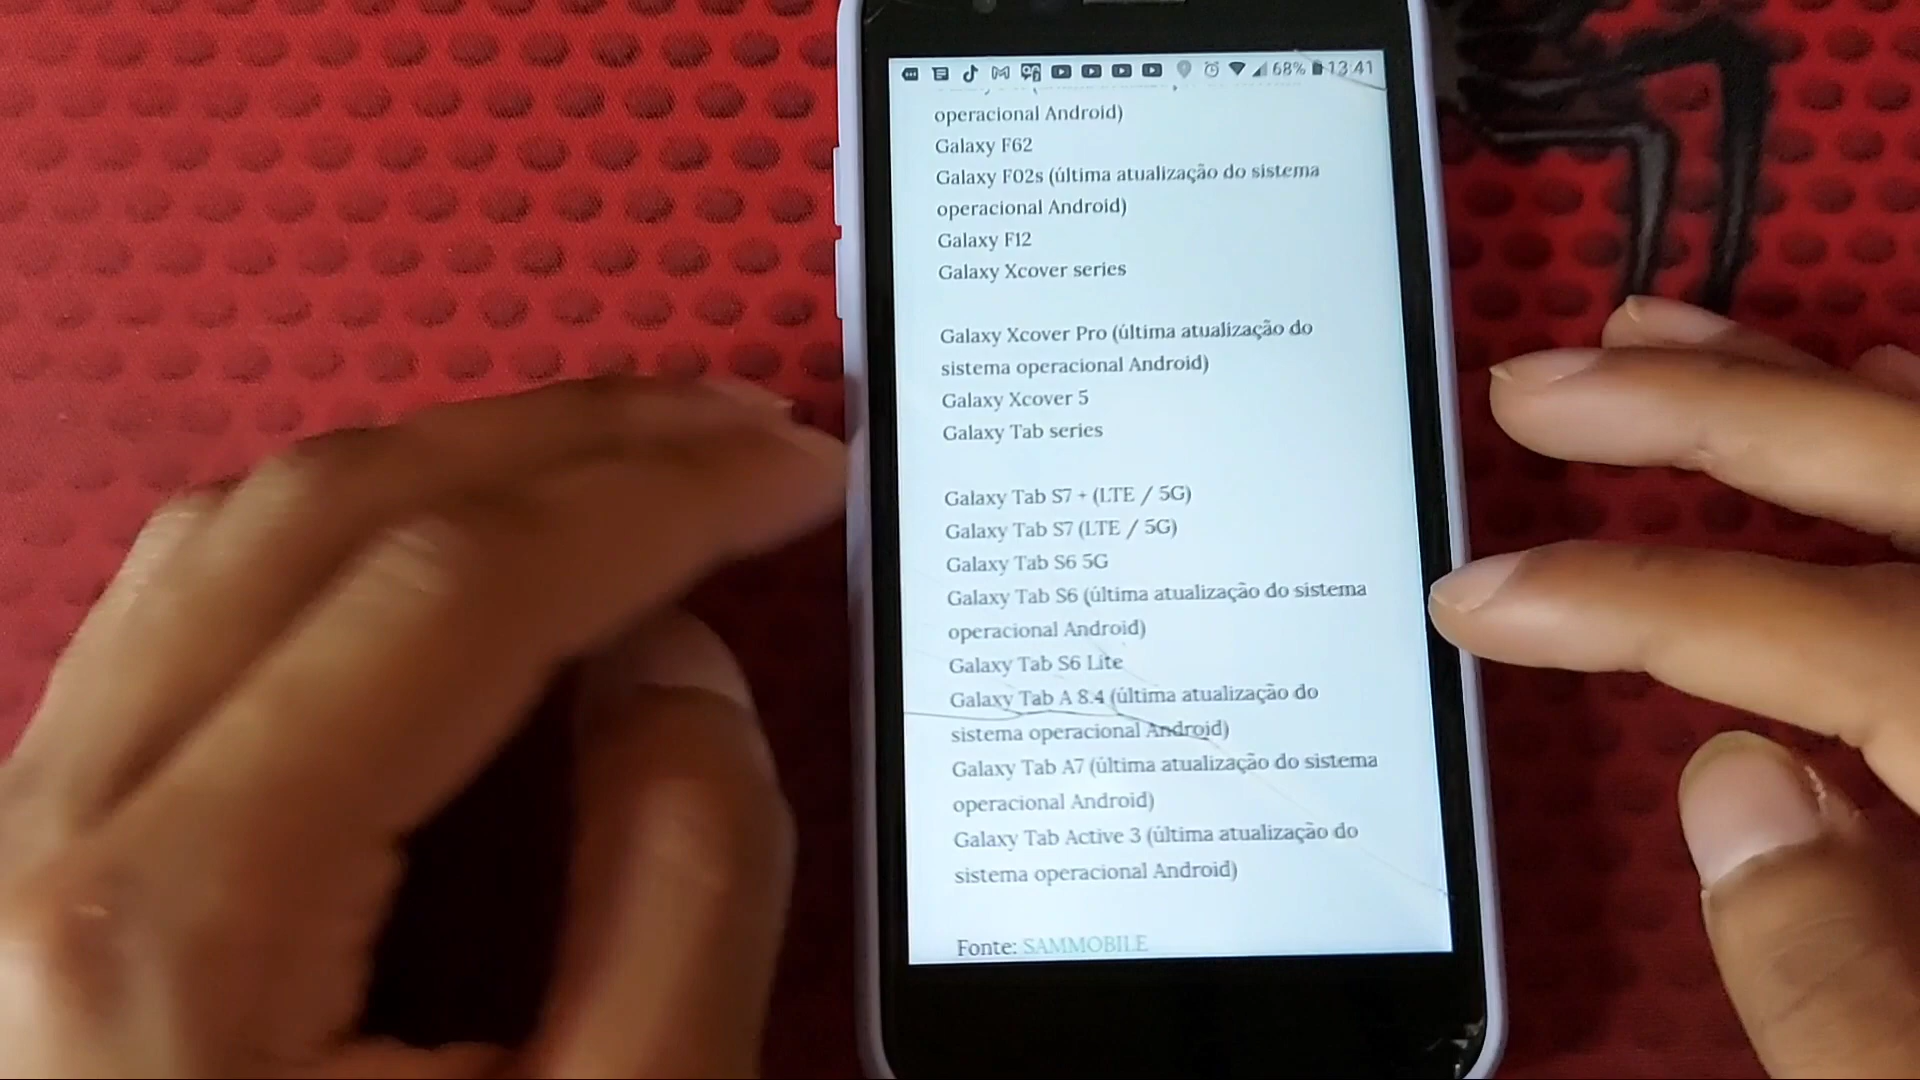 68% 13:41
operacional Android)
Galaxy F62
Galaxy F02s (última atualização do sistema
operacional Android)
Galaxy F12
Galaxy Xcover series
Galaxy Xcover Pro (última atualização do
sistema operacional Android)
Galaxy Xcover 5
Galaxy Tab series
Galaxy Tab S7 + (LTE / 5G)
Galaxy Tab S7 (LTE / 5G)
Galaxy Tab S6 5G
Galaxy Tab S6 (última atualização do sistema
operacional Android)
Galaxy Tab S6 Lite
Galaxy Tab A 8.4 (última atualização do
sistema operacional Android)
Galaxy Tab A7 (última atualização do sistema
operacional Android)
Galaxy Tab Active 3 (última atualização do
sistema operacional Android)
Fonte: SAMMOBILE